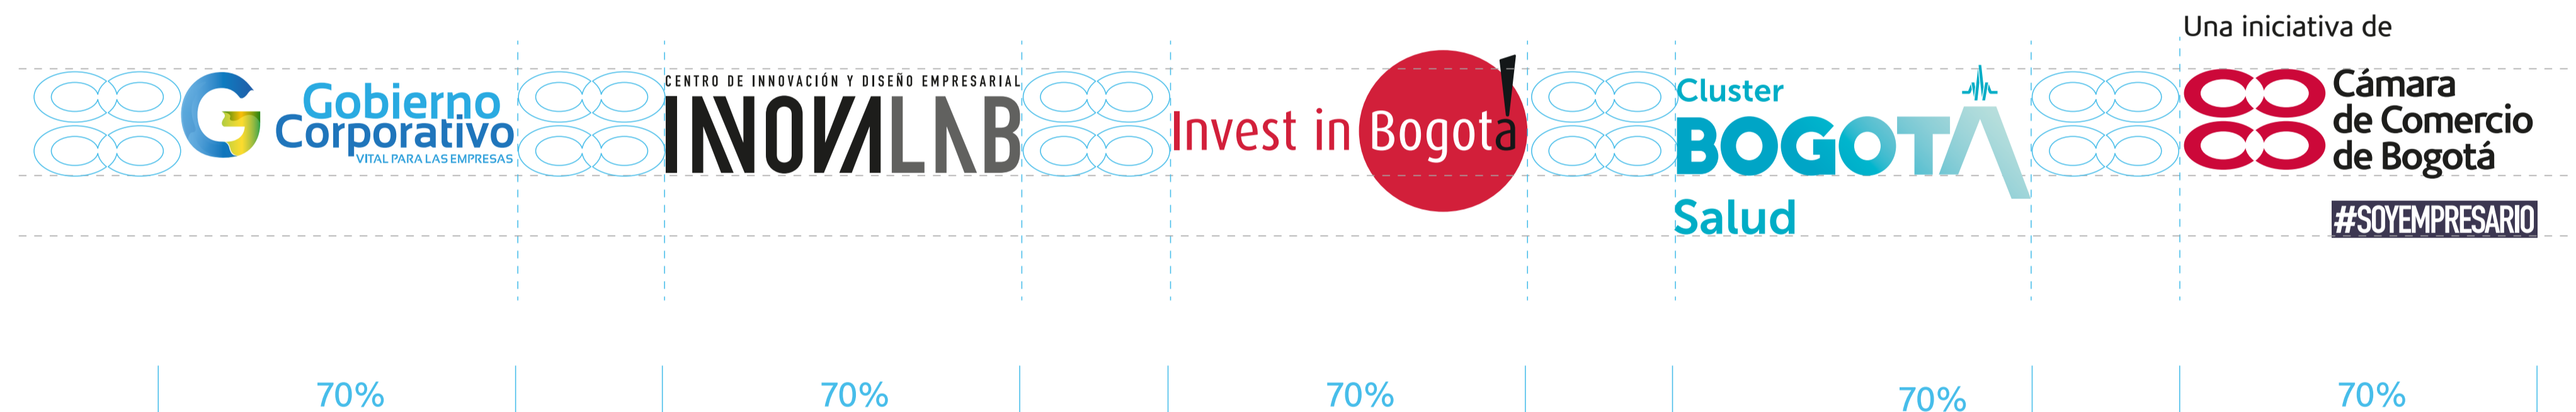 Gobierno
Corporativo
VITAL PARA LAS EMPRESAS
CENTRO DE INNOVACIÓN Y DISEÑO EMPRESARIAL
INNOVALAB
Invest in Bogotá
Cluster
BOGOTÁ
Salud
Una iniciativa de
Cámara
de Comercio
de Bogotá
#SOYEMPRESARIO
70%
70%
70%
70%
70%